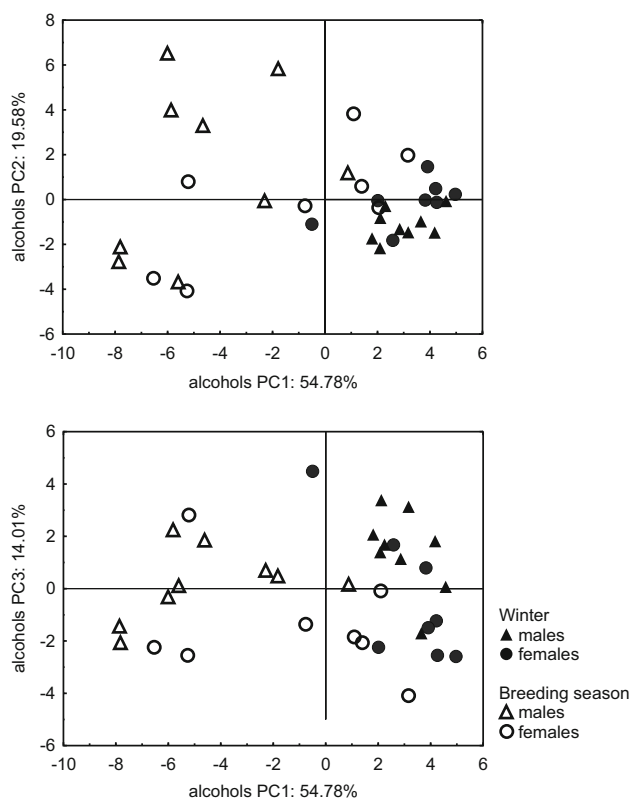 8
6
4
2
0
-2
-4
-6
alcohols PC2: 19.58%
-10 -8 -6 -4 -2 0 2 4 6
alcohols PC1: 54.78%
6
4
2
0
-2
-4
-6
alcohols PC3: 14.01%
-10 -8 -6 -4 -2 0 2 4 6
alcohols PC1: 54.78%
Winter
males
females
Breeding season
males
females